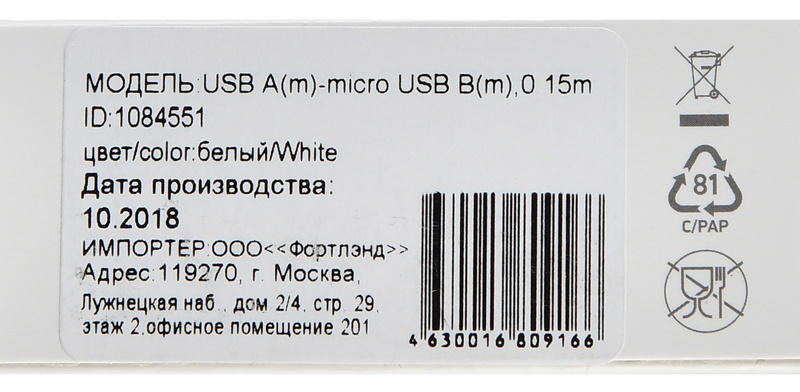 МОДЕЛЬ:USB A(m)-micro USB B(m),0 15m
ID:1084551
цвет/color:белый/White
Дата производства:
10.2018
ИМПОРТЕР:ООО<<Фортлэнд>>
Адрес:119270, г. Москва,
Лужнецкая наб., дом 2/4, стр. 29,
этаж 2,офисное помещение 201
4 630016 809166
81
C/PAP